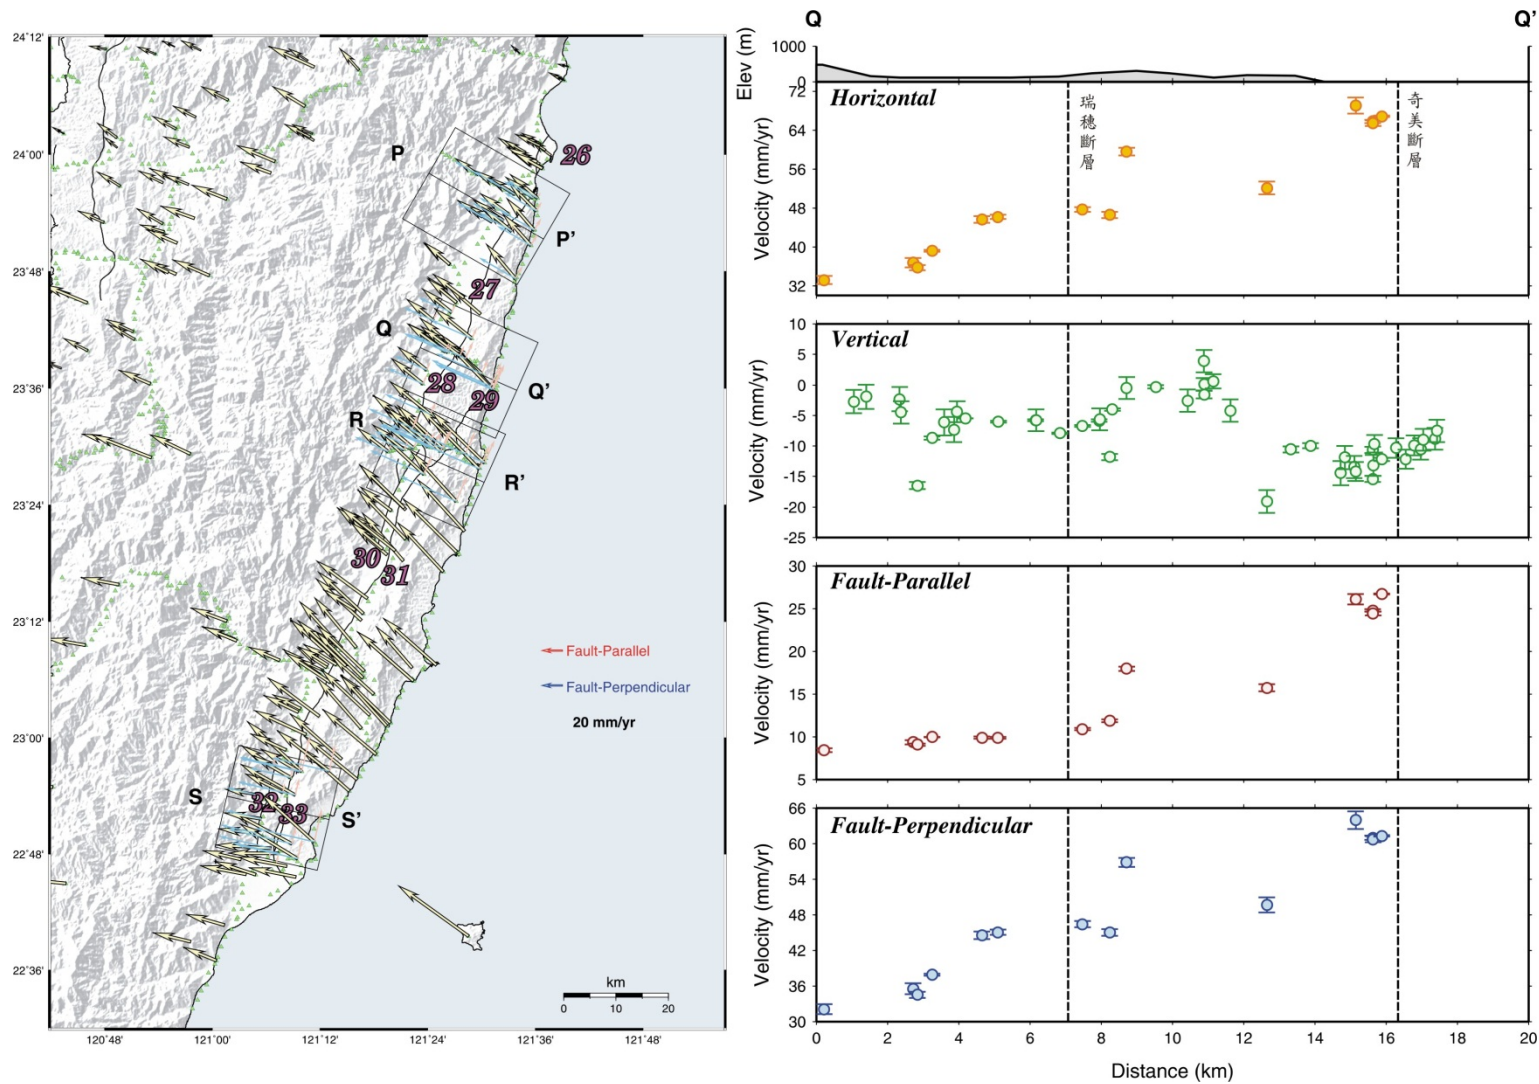 24°12'
24°00'
23°48'
23°36'
23°24'
23°12'
23°00'
22°48'
22°36'
120°48'
121°00'
121°12'
121°24'
121°36'
121°48'
P
26
P'
27
Q
28
29
Q'
R
R'
30
31
Fault-Parallel
Fault-Perpendicular
20 mm/yr
S
32
33
S'
km
0 10 20
Q Q'
Elev (m)
1000
0
Horizontal
Velocity (mm/yr)
72
64
56
48
40
32
瑞穗斷層
奇美斷層
Vertical
Velocity (mm/yr)
10
5
0
-5
-10
-15
-20
-25
Fault-Parallel
Velocity (mm/yr)
30
25
20
15
10
5
Fault-Perpendicular
Velocity (mm/yr)
66
60
54
48
42
36
30
0 2 4 6 8 10 12 14 16 18 20
Distance (km)